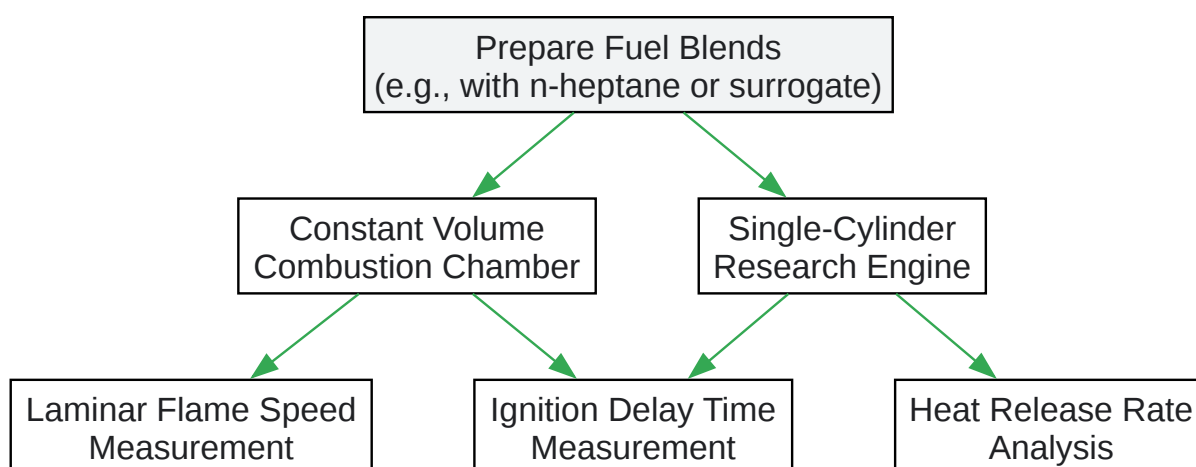 Prepare Fuel Blends
(e.g., with n-heptane or surrogate)
Constant Volume
Combustion Chamber
Single-Cylinder
Research Engine
Laminar Flame Speed
Measurement
Ignition Delay Time
Measurement
Heat Release Rate
Analysis